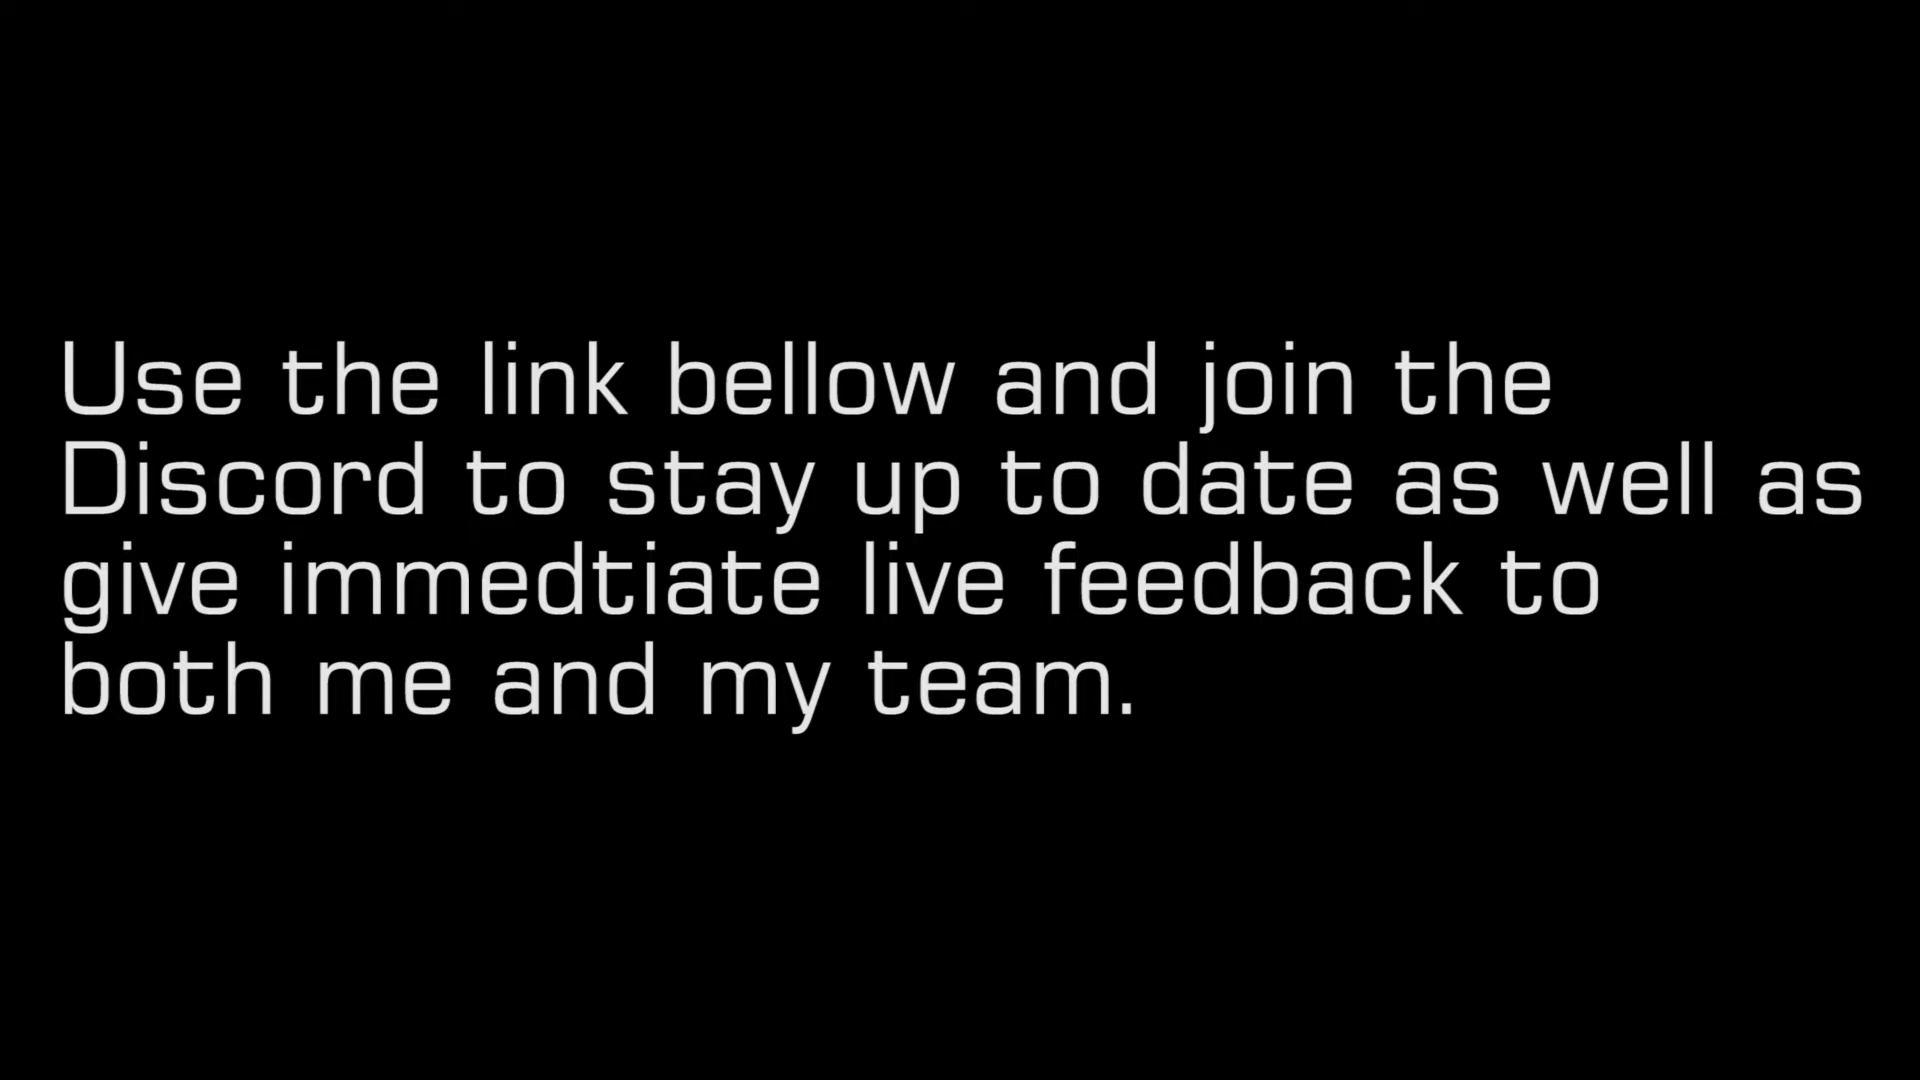 Use the link bellow and join the
Discord to stay up to date as well as
give immedtiate live feedback to
both me and my team.